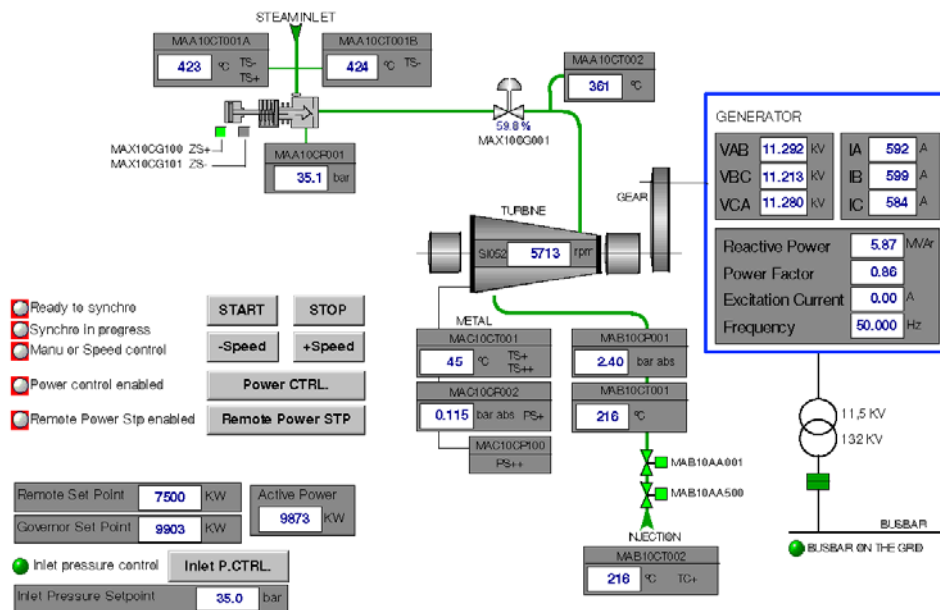 STEAM INLET
MAA10CT001A
423 ºC TS-
TS+
MAA10CT001B
424 ºC TS-
MAA10CT002
361 ºC
59.8 %
MAX10CG001
MAX10CG100 ZS+
MAX10CG101 ZS-
MAA10CP001
35.1 bar
GENERATOR
VAB 11.292 KV
VBC 11.213 KV
VCA 11.280 KV
IA 592 A
IB 599 A
IC 584 A
Reactive Power 5.87 MVAr
Power Factor 0.86
Excitation Current 0.00 A
Frequency 50.000 Hz
GEAR
TURBINE
SI052 5713 rpm
Ready to synchro
Synchro in progress
Manu or Speed control
Power control enabled
Remote Power Stp enabled
START STOP
-Speed +Speed
Power CTRL.
Remote Power STP
METAL
MAC10CT001
45 ºC TS+
TS++
MAC10CP002
0.115 bar abs PS+
MAC10CP100
PS++
MAB10CP001
2.40 bar abs
MAB10CT001
216 ºC
MAB10AA001
MAB10AA500
INJECTION
MAB10CT002
216 ºC TC+
11,5 KV
132 KV
BUSBAR
BUSBAR ON THE GRID
Remote Set Point 7500 KW
Governor Set Point 9903 KW
Active Power
9873 KW
Inlet pressure control
Inlet P.CTRL.
Inlet Pressure Setpoint 35.0 bar